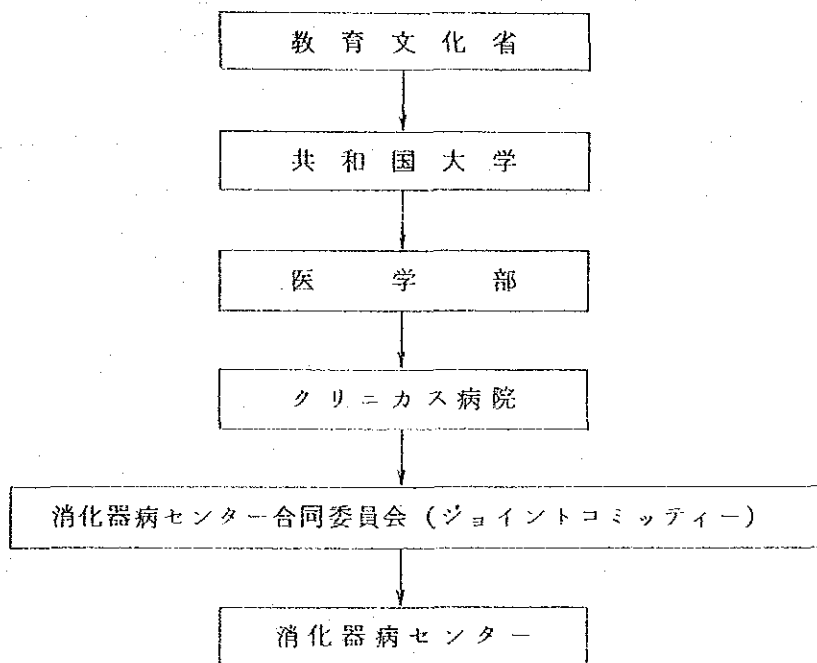 教育文化省
共和国大学
医学部
クリニカス病院
消化器病センター合同委員会（ジョイントコミッティー）
消化器病センター